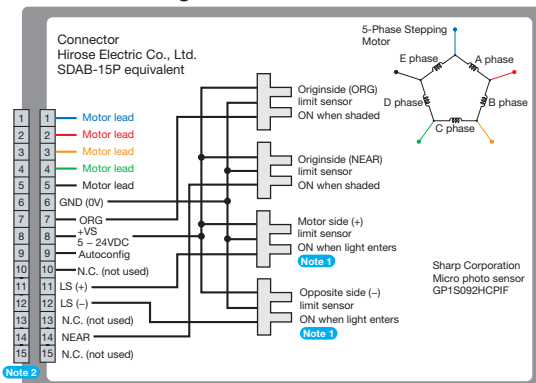 Connector
Hirose Electric Co., Ltd.
SDAB-15P equivalent
5-Phase Stepping
Motor
E phase
A phase
D phase
B phase
C phase
1 1 Motor lead
2 2 Motor lead
3 3 Motor lead
4 4 Motor lead
5 5 Motor lead
6 6 GND (0V)
7 7 ORG
8 8 +VS
5 – 24VDC
9 9 Autoconfig
10 10 N.C. (not used)
11 11 LS (+)
12 12 LS (–)
13 13 N.C. (not used)
14 14 NEAR
15 15 N.C. (not used)
Note 2
Originside (ORG)
limit sensor
ON when shaded
Originside (NEAR)
limit sensor
ON when shaded
Motor side (+)
limit sensor
ON when light enters
Note 1
Opposite side (–)
limit sensor
ON when light enters
Note 1
Sharp Corporation
Micro photo sensor
GP1S092HCPIF